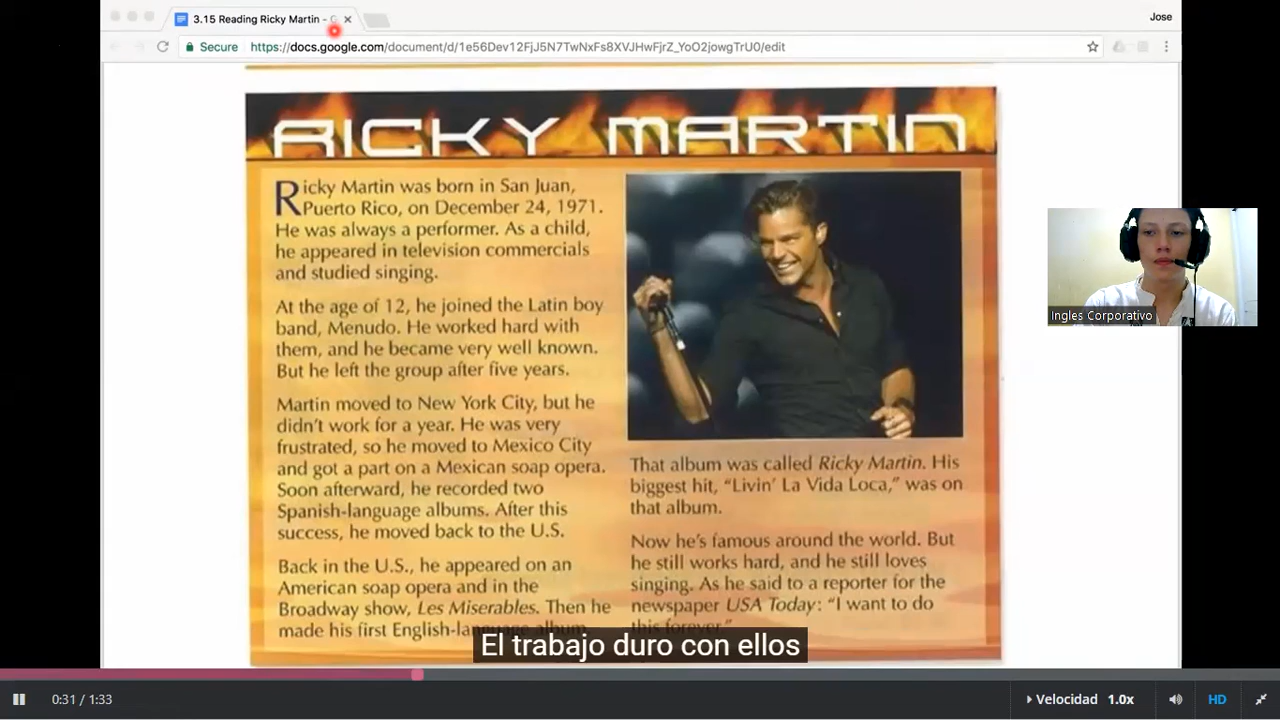 3.15 Reading Ricky Martin -
Jose
Secure
https://docs.google.com/document/d/1e56Dev12FjJ5N7TwNxFs8XVJHwFjrZ_YoO2jowgTrU0/edit
RICKY MARTIN
Ricky Martin was born in San Juan,
Puerto Rico, on December 24, 1971.
He was always a performer. As a child,
he appeared in television commercials
and studied singing.
At the age of 12, he joined the Latin boy
band, Menudo. He worked hard with
them, and he became very well known.
But he left the group after five years.
Martin moved to New York City, but he
didn't work for a year. He was very
frustrated, so he moved to Mexico City
and got a part on a Mexican soap opera.
Soon afterward, he recorded two
Spanish-language albums. After this
success, he moved back to the U.S.
Back in the U.S., he appeared on an
American soap opera and in the
Broadway show, Les Miserables. Then he
made his first English-language album.
That album was called Ricky Martin. His
biggest hit, "Livin' La Vida Loca," was on
that album.
Now he's famous around the world. But
he still works hard, and he still loves
singing. As he said to a reporter for the
newspaper USA Today: "I want to do
this forever."
Ingles Corporativo
El trabajo duro con ellos
0:31 / 1:33
Velocidad 1.0x
HD